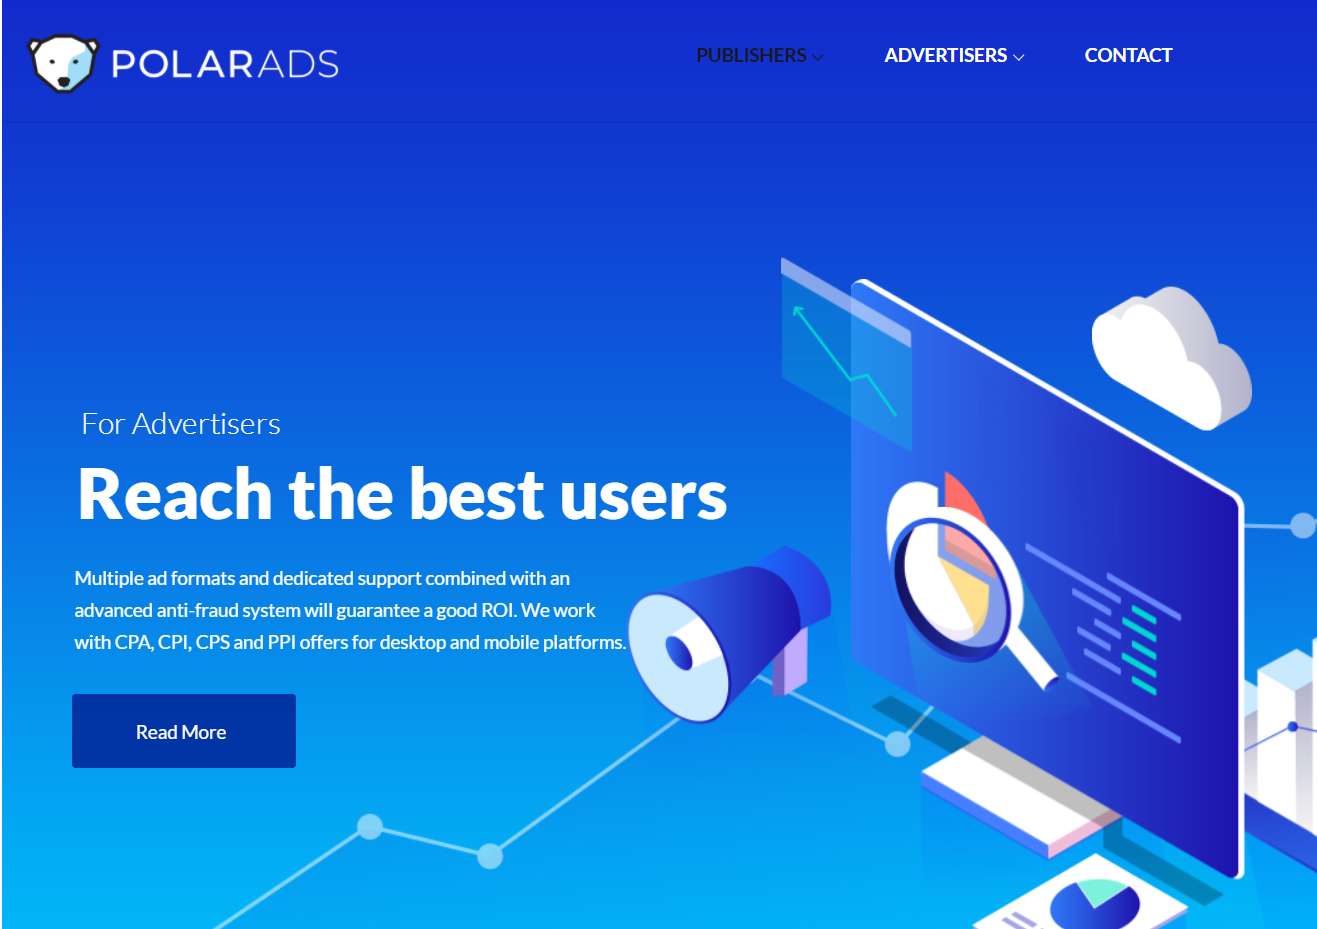 POLARADS
PUBLISHERS
ADVERTISERS
CONTACT
For Advertisers
Reach the best users
Multiple ad formats and dedicated support combined with an
advanced anti-fraud system will guarantee a good ROI. We work
with CPA, CPI, CPS and PPI offers for desktop and mobile platforms.
Read More